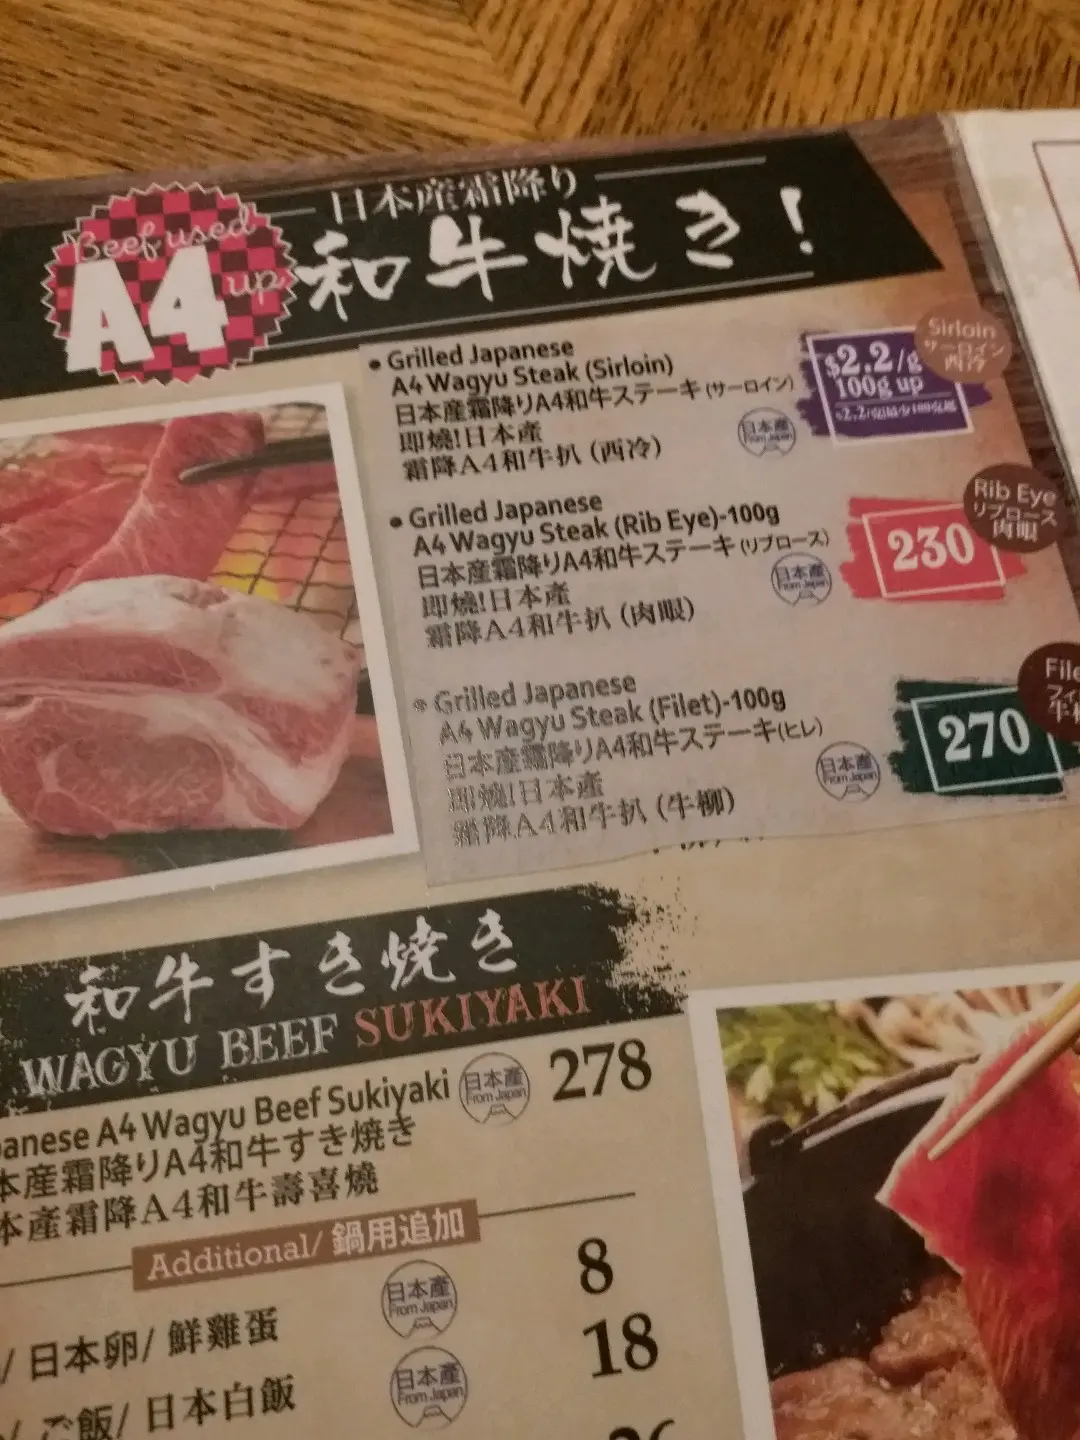 Beef used
A4
up
日本産霜降り
和牛焼き!
• Grilled Japanese
A4 Wagyu Steak (Sirloin)
日本産霜降りA4和牛ステーキ(サーロイン)
即燒!日本産
霜降A4和牛扒 (西冷)
日本産
From Japan
$2.2/g
100g up
Sirloin
サーロイン
西冷
• Grilled Japanese
A4 Wagyu Steak (Rib Eye)-100g
日本産霜降りA4和牛ステーキ(リブロース)
即燒!日本産
霜降A4和牛扒 (肉眼)
日本産
From Japan
230
Rib Eye
リブロース
肉眼
• Grilled Japanese
A4 Wagyu Steak (Filet)-100g
日本産霜降りA4和牛ステーキ(ヒレ)
即燒!日本産
霜降A4和牛扒 (牛柳)
日本産
From Japan
270
和牛すき焼き
WAGYU BEEF SUKIYAKI
A4 Wagyu Beef Sukiyaki
日本産
From Japan
278
本産霜降りA4和牛すき焼き
本產霜降A4和牛壽喜燒
Additional/ 鍋用追加
/ 日本卵/ 鮮雞蛋
日本産
From Japan
8
/ ご飯/ 日本白飯
日本産
From Japan
18